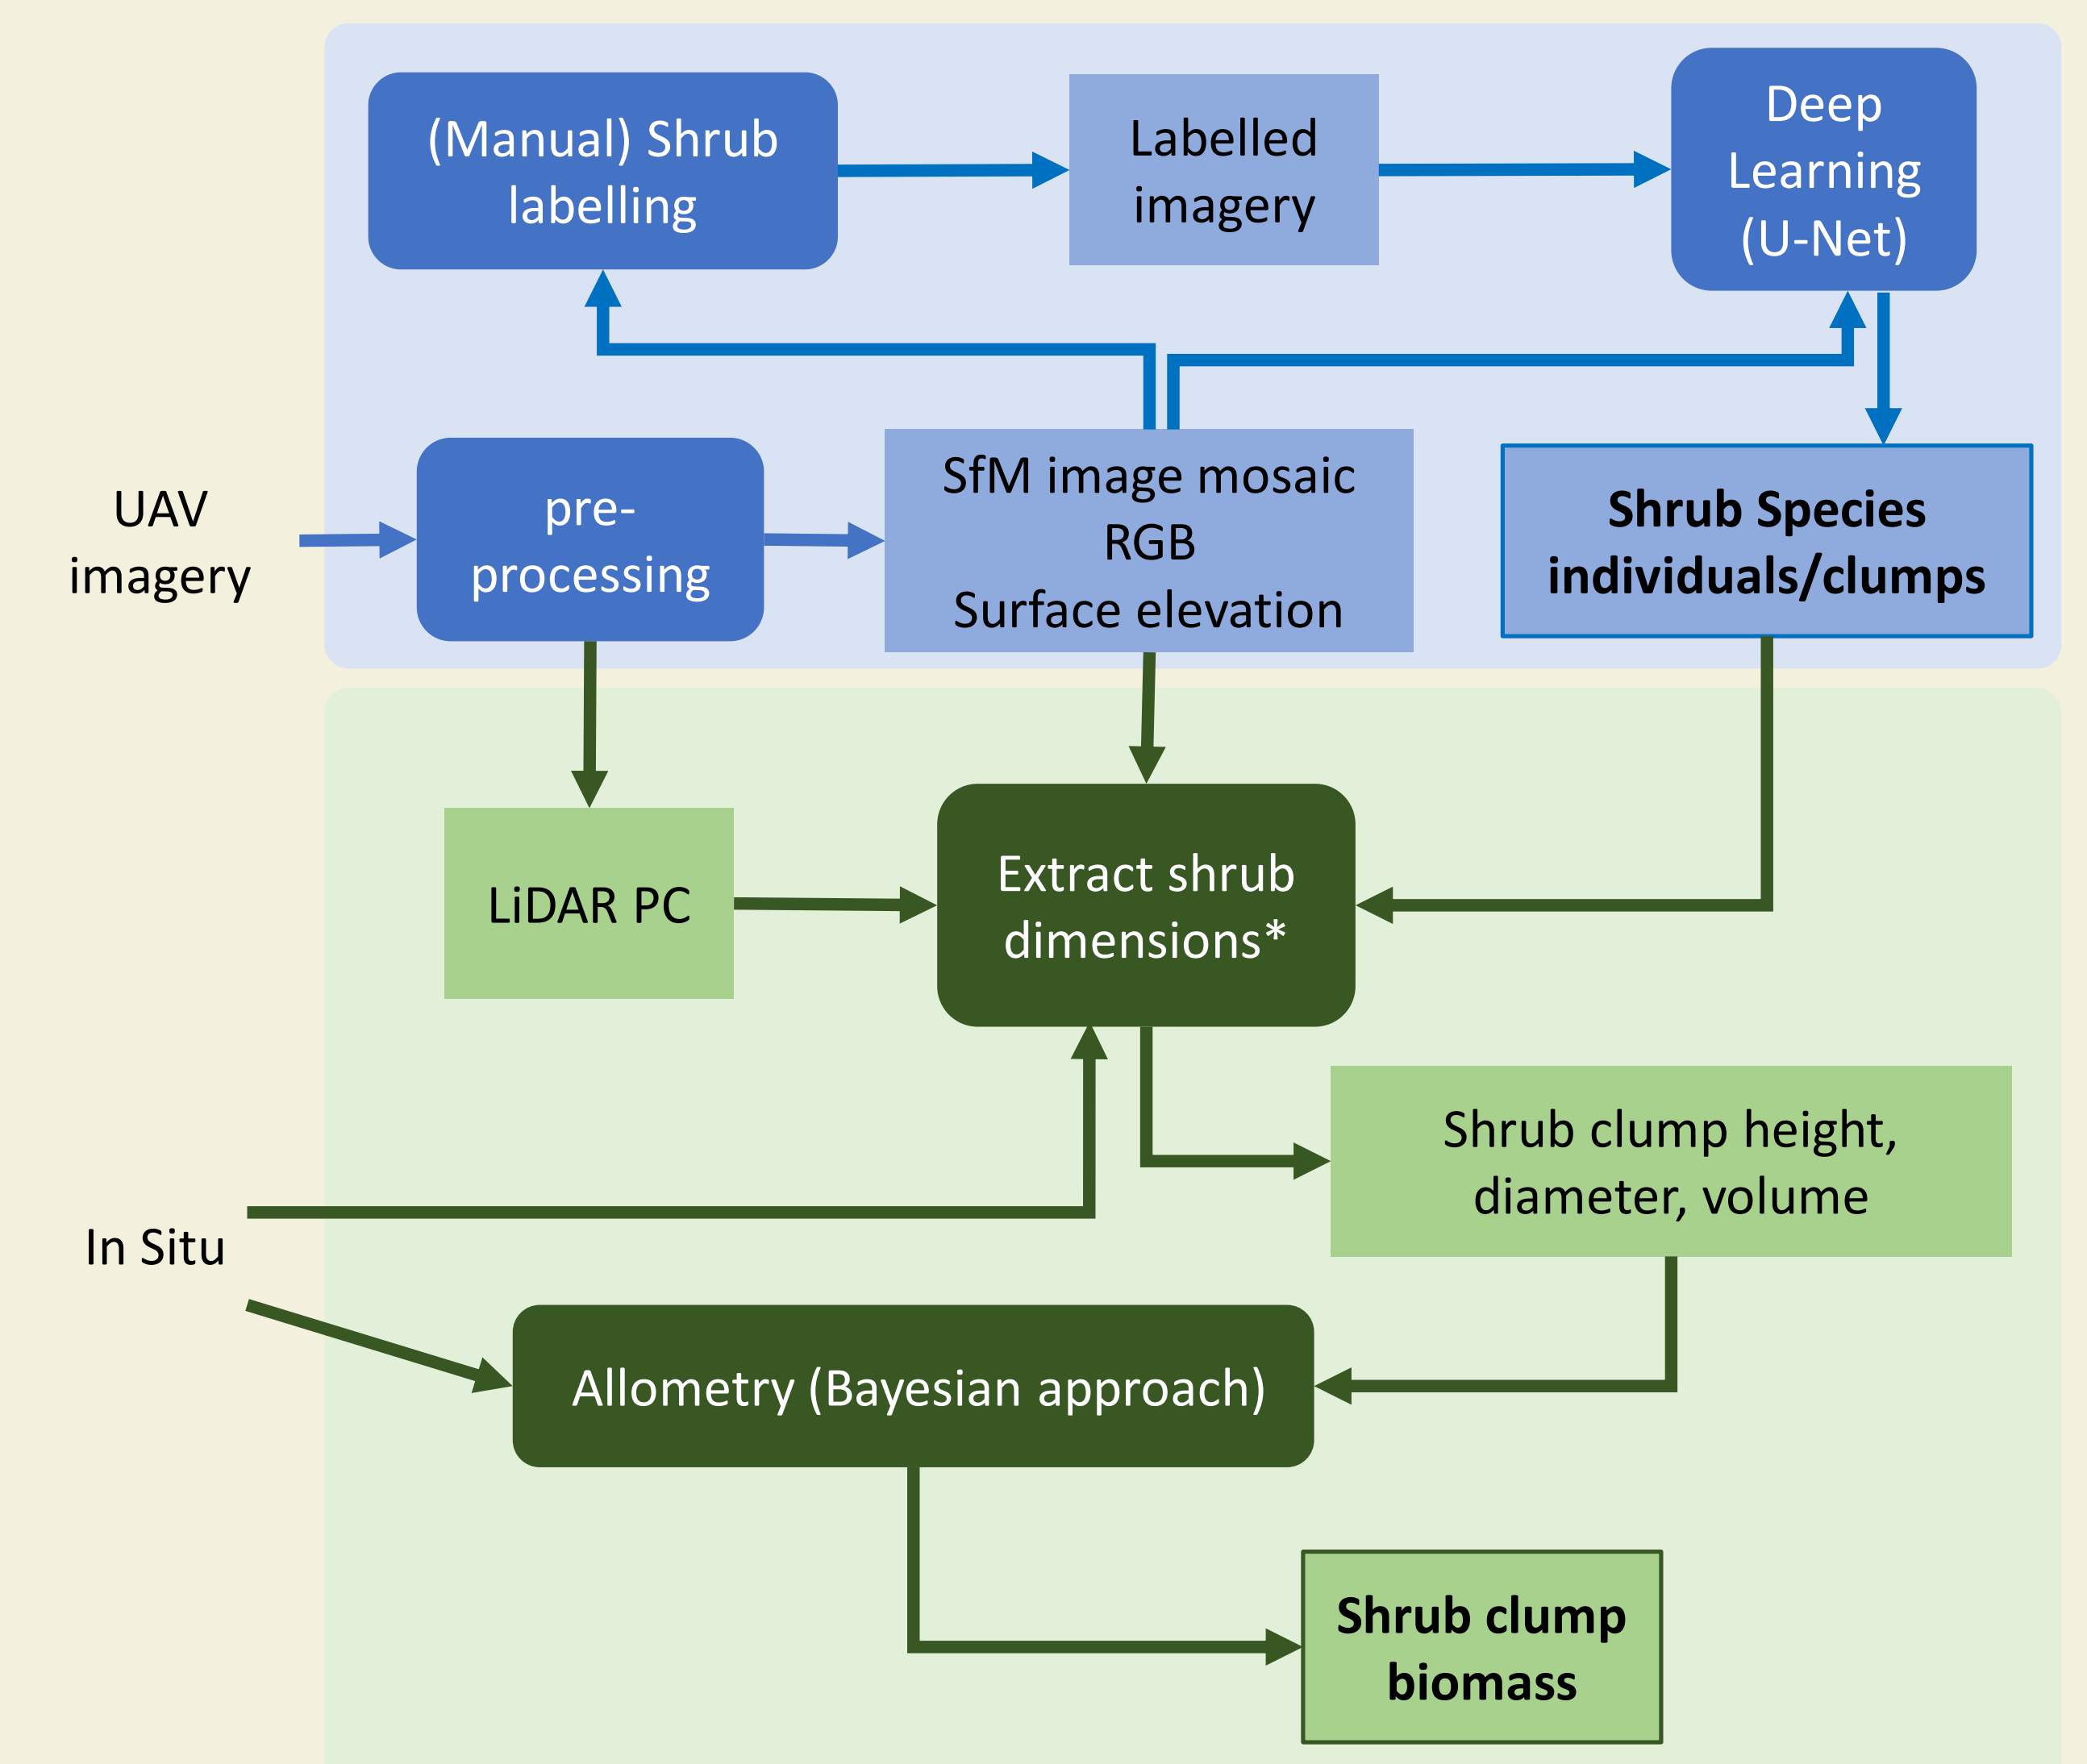 (Manual) Shrub
labelling
Labelled
imagery
Deep
Learning
(U-Net)
UAV
imagery
pre-
processing
SfM image mosaic
RGB
Surface elevation
Shrub Species
individuals/clumps
LiDAR PC
Extract shrub
dimensions*
Shrub clump height,
diameter, volume
In Situ
Allometry (Bayesian approach)
Shrub clump
biomass